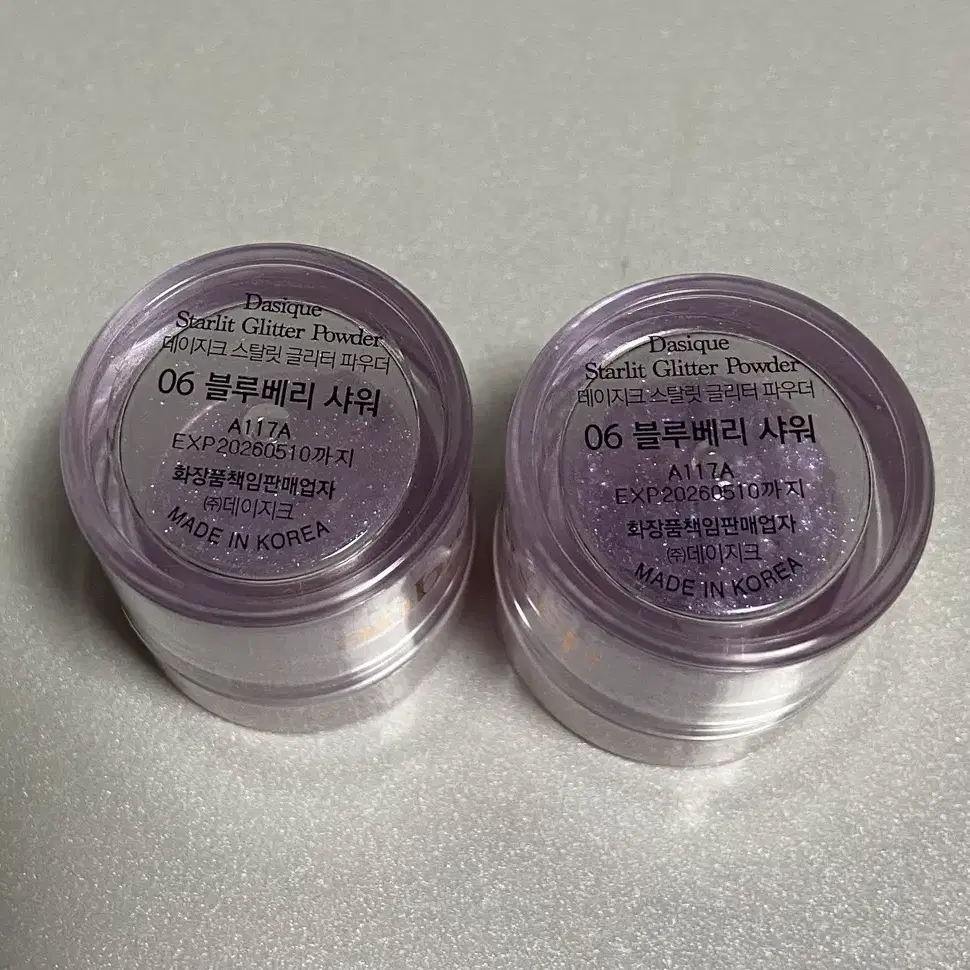 Dasique
Starlit Glitter Powder
데이지크 스탈릿 글리터 파우더
06 블루베리 샤워
A117A
EXP20260510까지
화장품책임판매업자
㈜데이지크
MADE IN KOREA
Dasique
Starlit Glitter Powder
데이지크 스탈릿 글리터 파우더
06 블루베리 샤워
A117A
EXP20260510까지
화장품책임판매업자
㈜데이지크
MADE IN KOREA